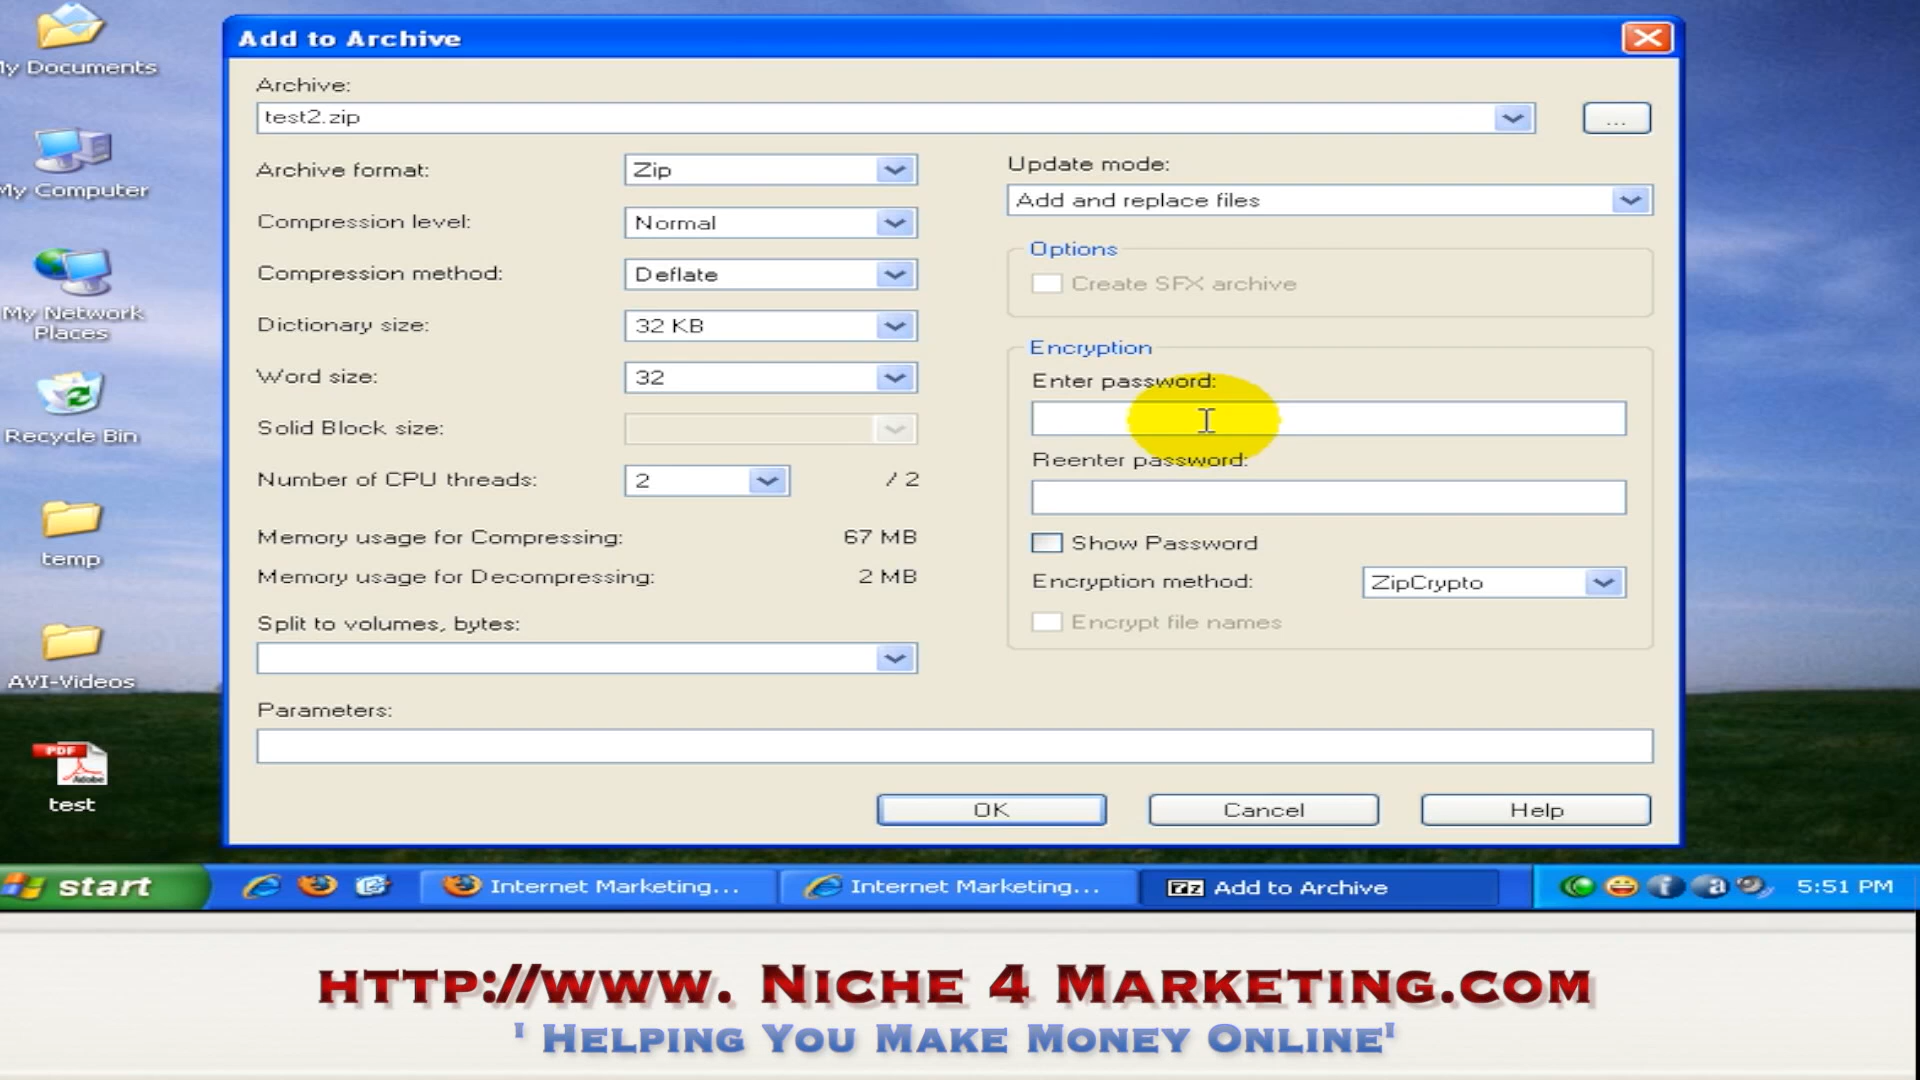 My Documents
My Computer
My Network
Places
Recycle Bin
temp
AVI-Videos
PDF
Adobe
test
Add to Archive
Archive:
test2.zip
...
Archive format:
Zip
Compression level:
Normal
Compression method:
Deflate
Dictionary size:
32 KB
Word size:
32
Solid Block size:
Number of CPU threads:
2
/ 2
Memory usage for Compressing:
67 MB
Memory usage for Decompressing:
2 MB
Split to volumes, bytes:
Parameters:
Update mode:
Add and replace files
Options
Create SFX archive
Encryption
Enter password:
Reenter password:
Show Password
Encryption method:
ZipCrypto
Encrypt file names
OK
Cancel
Help
start
Internet Marketing...
Internet Marketing...
7z Add to Archive
5:51 PM
http://www. Niche 4 Marketing.com
' Helping You Make Money Online'